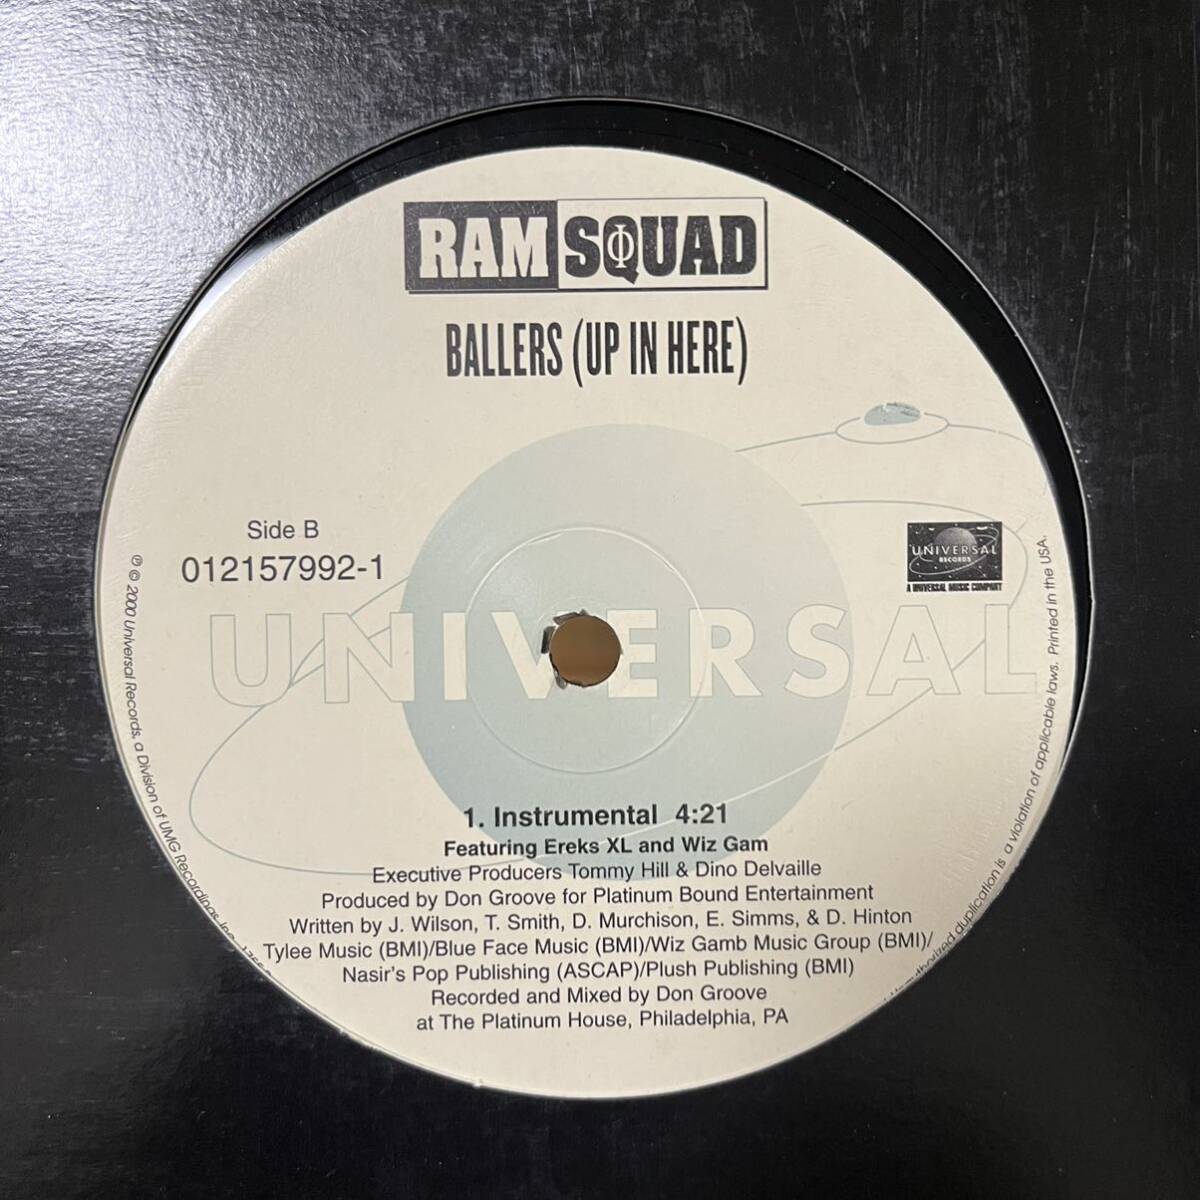 RAM SQUAD
BALLERS (UP IN HERE)
Side B
012157992-1
UNIVERSAL
RECORDS
A UNIVERSAL MUSIC COMPANY
UNIVERSAL
1. Instrumental 4:21
Featuring Ereks XL and Wiz Gam
Executive Producers Tommy Hill & Dino Delvaille
Produced by Don Groove for Platinum Bound Entertainment
Written by J. Wilson, T. Smith, D. Murchison, E. Simms, & D. Hinton
Tylee Music (BMI)/Blue Face Music (BMI)/Wiz Gamb Music Group (BMI)/
Nasir's Pop Publishing (ASCAP)/Plush Publishing (BMI)
Recorded and Mixed by Don Groove
at The Platinum House, Philadelphia, PA
℗ © 2000 Universal Records, a Division of UMG Recordings,
duplication is a violation of applicable laws. Printed in the USA.